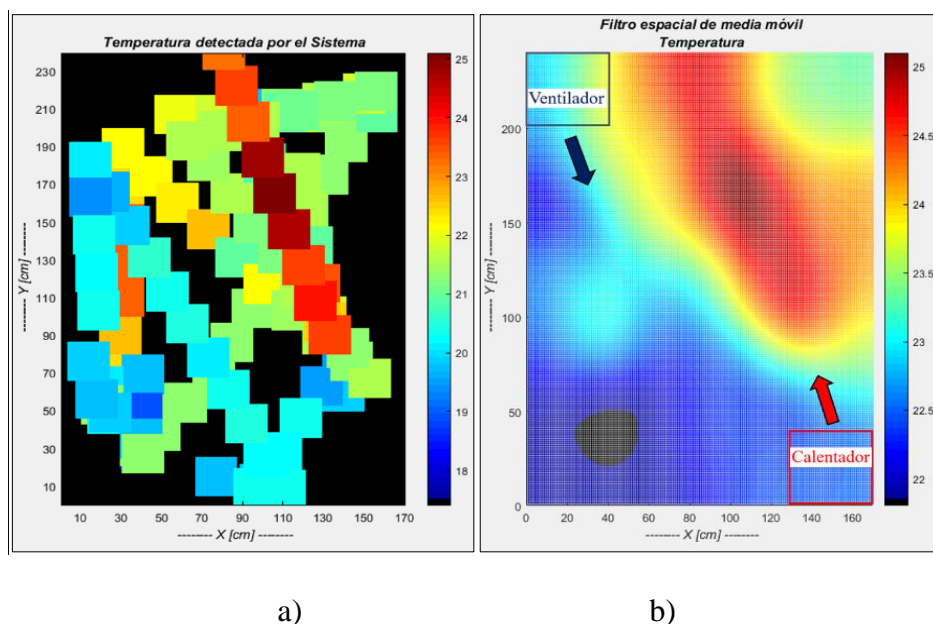 Temperatura detectada por el Sistema
230
210
190
170
150
130
110
90
70
50
30
10
-------- Y [cm] --------
10 30 50 70 90 110 130 150 170
-------- X [cm] --------
25
24
23
22
21
20
19
18
a)
Filtro espacial de media móvil
Temperatura
Ventilador
Calentador
200
150
100
50
0
-------- Y [cm] --------
0 20 40 60 80 100 120 140 160
-------- X [cm] --------
25
24.5
24
23.5
23
22.5
22
b)